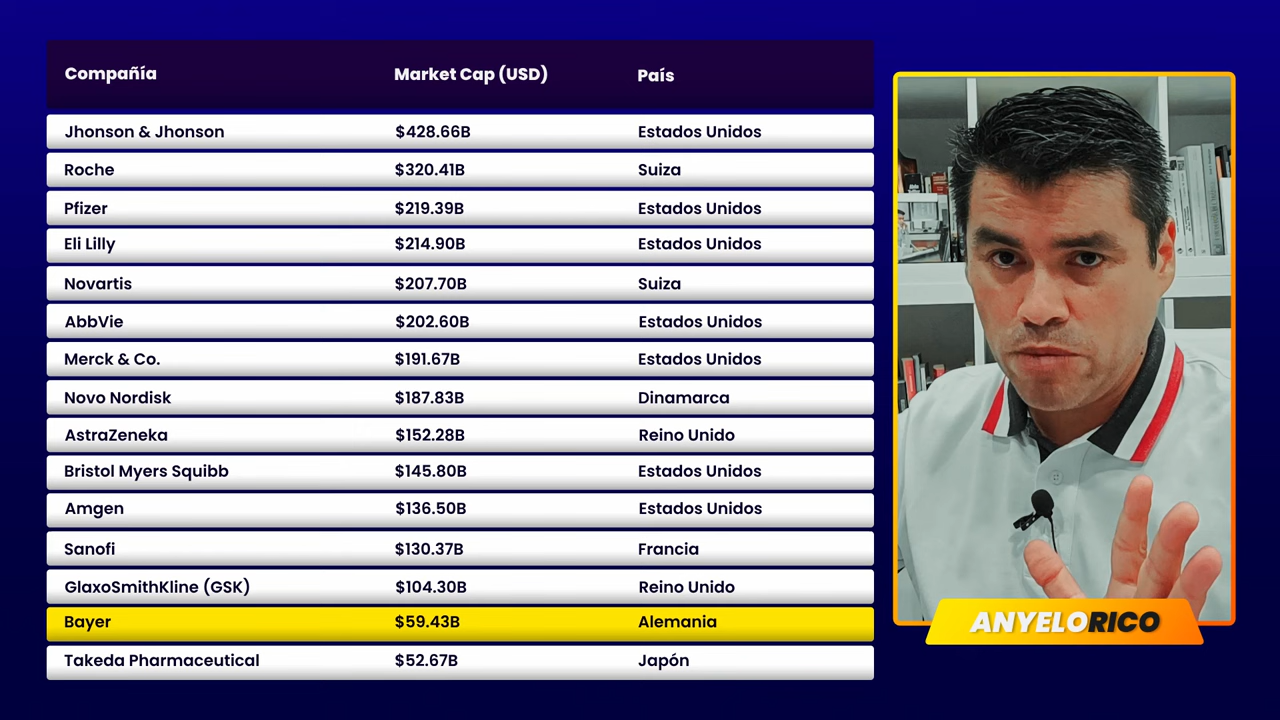 Compañía Market Cap (USD) País
Jhonson & Jhonson $428.66B Estados Unidos
Roche $320.41B Suiza
Pfizer $219.39B Estados Unidos
Eli Lilly $214.90B Estados Unidos
Novartis $207.70B Suiza
AbbVie $202.60B Estados Unidos
Merck & Co. $191.67B Estados Unidos
Novo Nordisk $187.83B Dinamarca
AstraZeneka $152.28B Reino Unido
Bristol Myers Squibb $145.80B Estados Unidos
Amgen $136.50B Estados Unidos
Sanofi $130.37B Francia
GlaxoSmithKline (GSK) $104.30B Reino Unido
Bayer $59.43B Alemania
Takeda Pharmaceutical $52.67B Japón
ANYELORICO